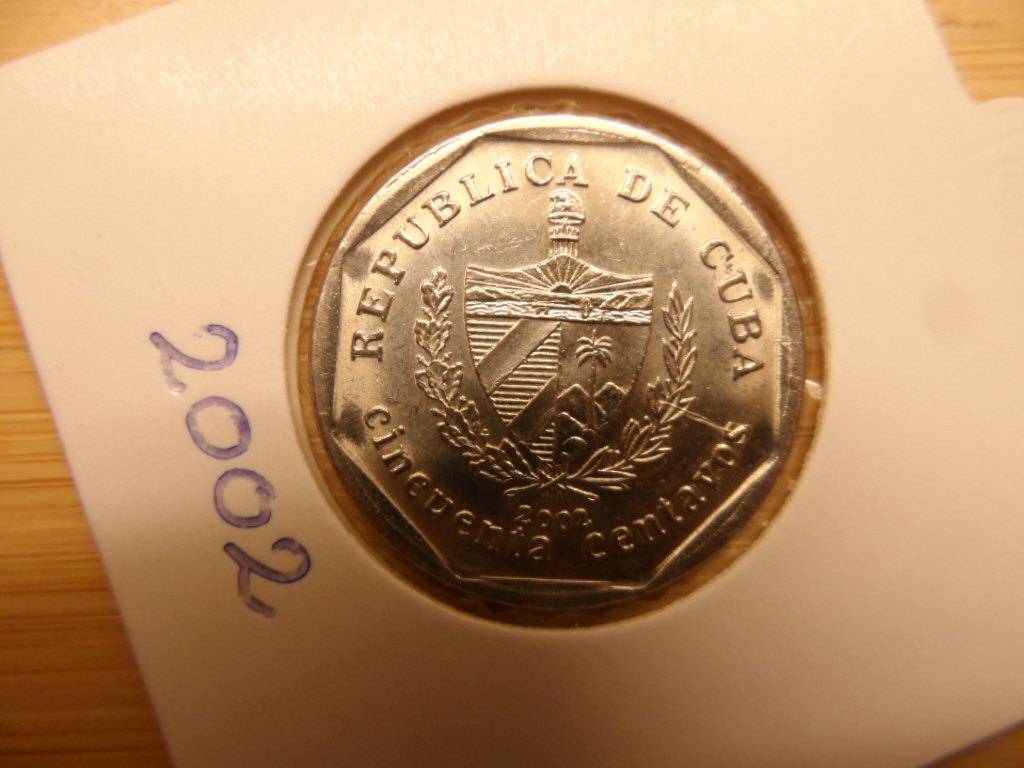 REPUBLICA DE CUBA
2002
cincuenta centavos
2002